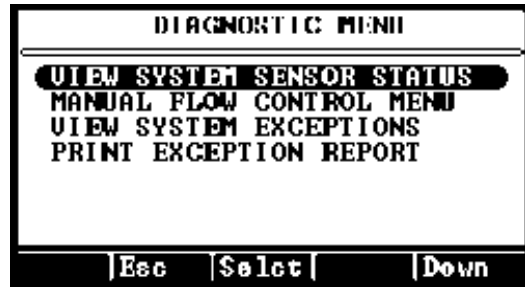 DIAGNOSTIC MENU
VIEW SYSTEM SENSOR STATUS
MANUAL FLOW CONTROL MENU
VIEW SYSTEM EXCEPTIONS
PRINT EXCEPTION REPORT
Esc Selct Down